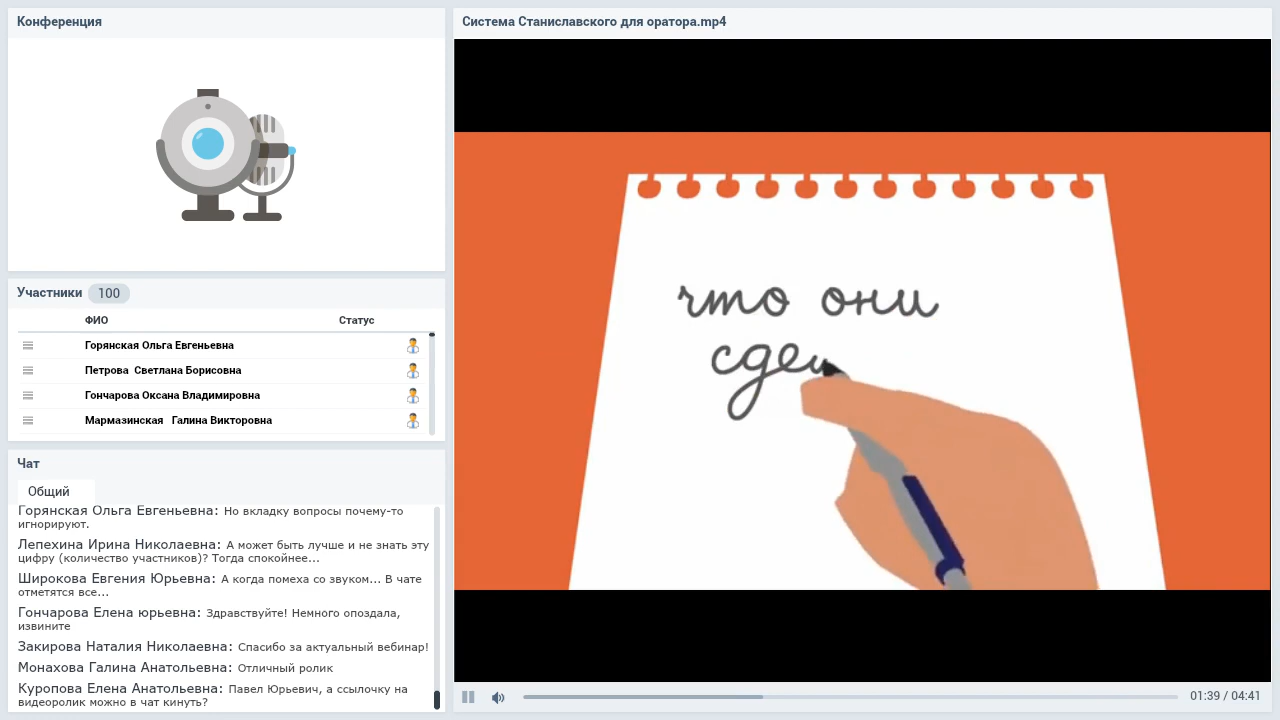 Конференция
Участники 100
ФИО Статус
Горянская Ольга Евгеньевна
Петрова Светлана Борисовна
Гончарова Оксана Владимировна
Мармазинская Галина Викторовна
Чат
Общий
Горянская Ольга Евгеньевна: Но вкладку вопросы почему-то
игнорируют.
Лепехина Ирина Николаевна: А может быть лучше и не знать эту
цифру (количество участников)? Тогда спокойнее...
Широкова Евгения Юрьевна: А когда помеха со звуком... В чате
отметятся все...
Гончарова Елена юрьевна: Здравствуйте! Немного опоздала,
извините
Закирова Наталия Николаевна: Спасибо за актуальный вебинар!
Монахова Галина Анатольевна: Отличный ролик
Куропова Елена Анатольевна: Павел Юрьевич, а ссылочку на
видеоролик можно в чат кинуть?
Система Станиславского для оратора.mp4
что они
сде
01:39 / 04:41